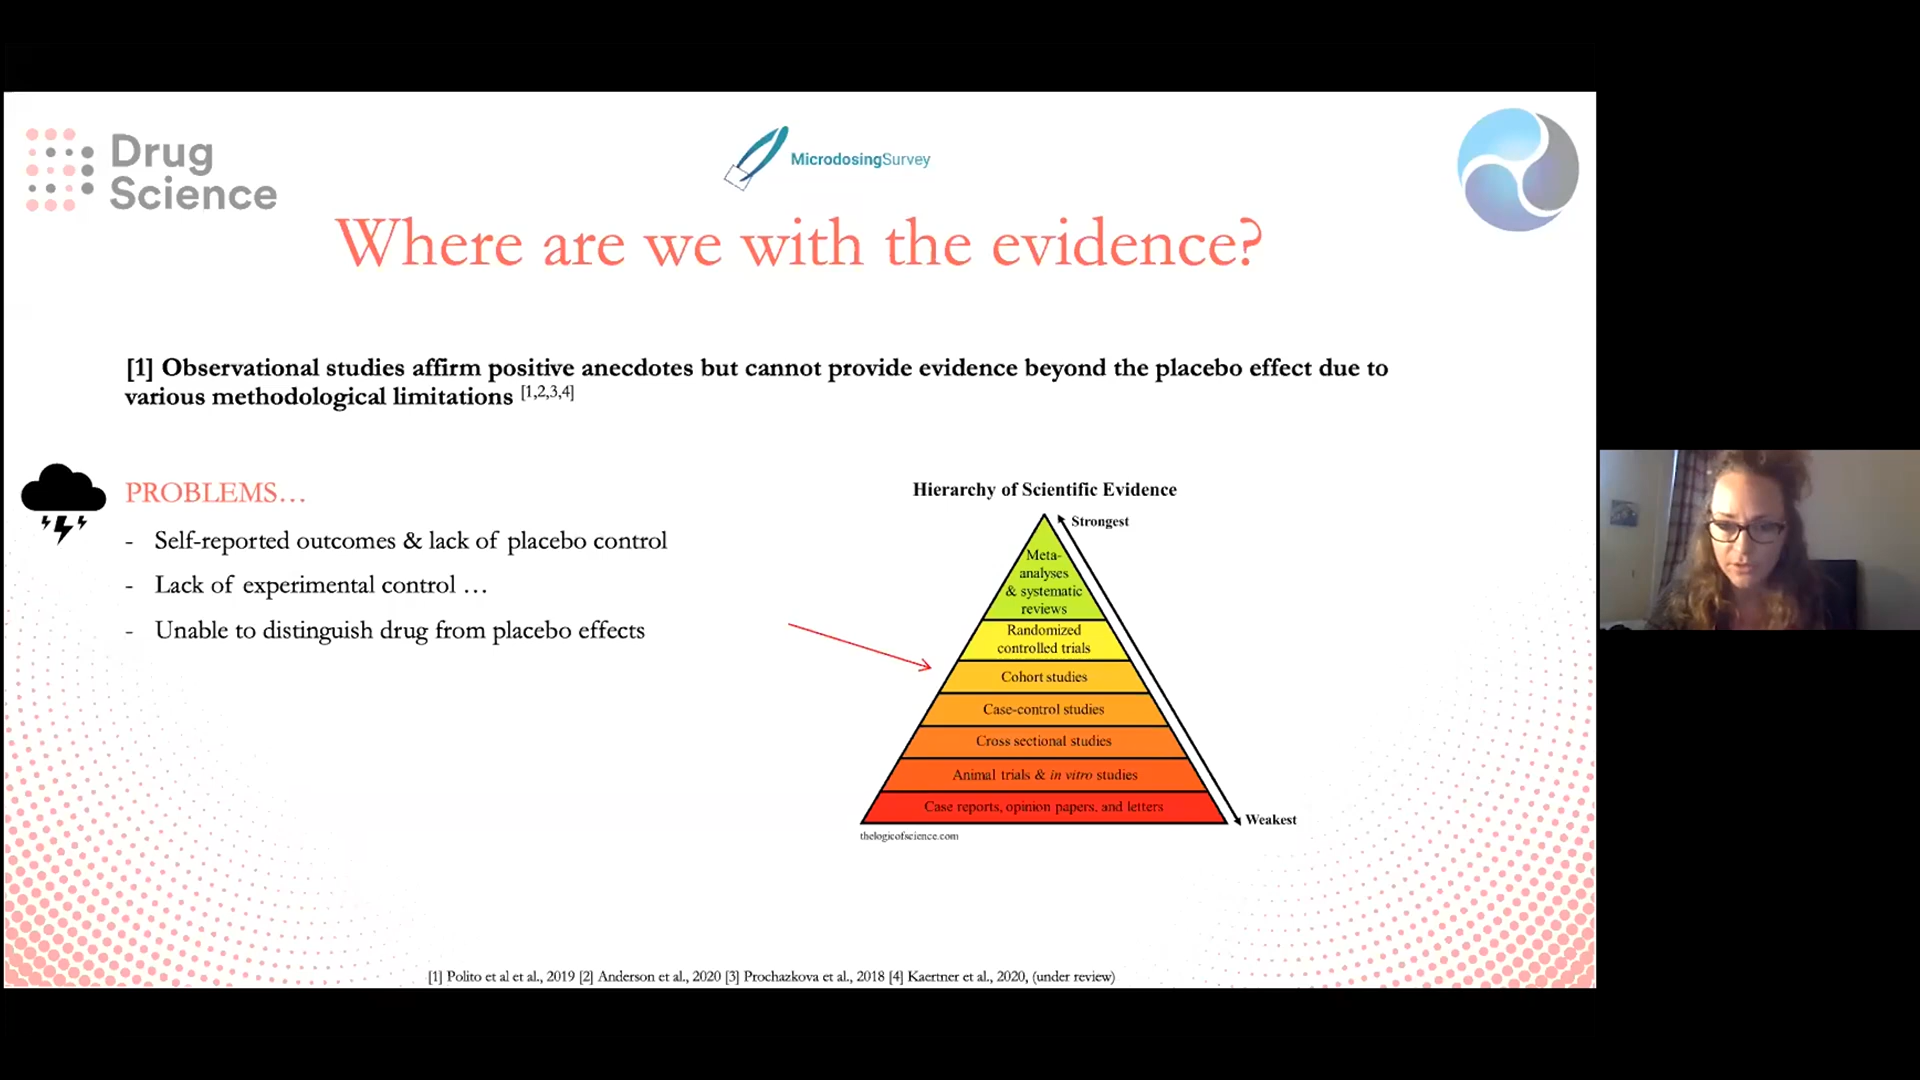 Drug
Science
MicrodosingSurvey
Where are we with the evidence?
[1] Observational studies affirm positive anecdotes but cannot provide evidence beyond the placebo effect due to
various methodological limitations [1,2,3,4]
PROBLEMS…
- Self-reported outcomes & lack of placebo control
- Lack of experimental control …
- Unable to distinguish drug from placebo effects
Hierarchy of Scientific Evidence
Strongest
Meta-
analyses
& systematic
reviews
Randomized
controlled trials
Cohort studies
Case-control studies
Cross sectional studies
Animal trials & in vitro studies
Case reports, opinion papers, and letters
Weakest
thelogicofscience.com
[1] Polito et al et al., 2019 [2] Anderson et al., 2020 [3] Prochazkova et al., 2018 [4] Kaertner et al., 2020, (under review)